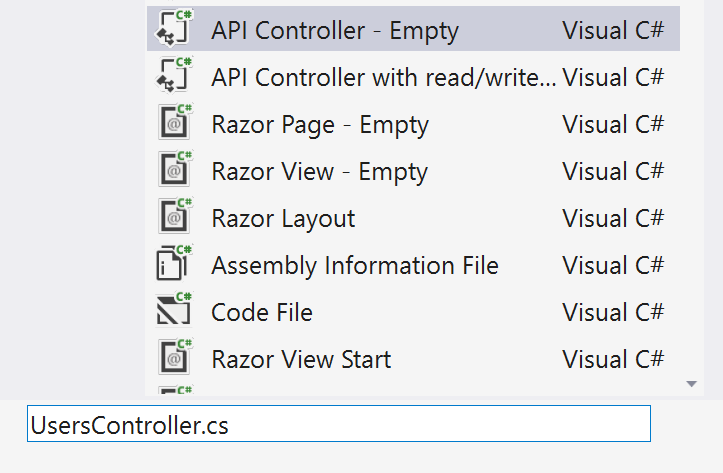 API Controller - Empty Visual C#
API Controller with read/write... Visual C#
Razor Page - Empty Visual C#
Razor View - Empty Visual C#
Razor Layout Visual C#
Assembly Information File Visual C#
Code File Visual C#
Razor View Start Visual C#
UsersController.cs